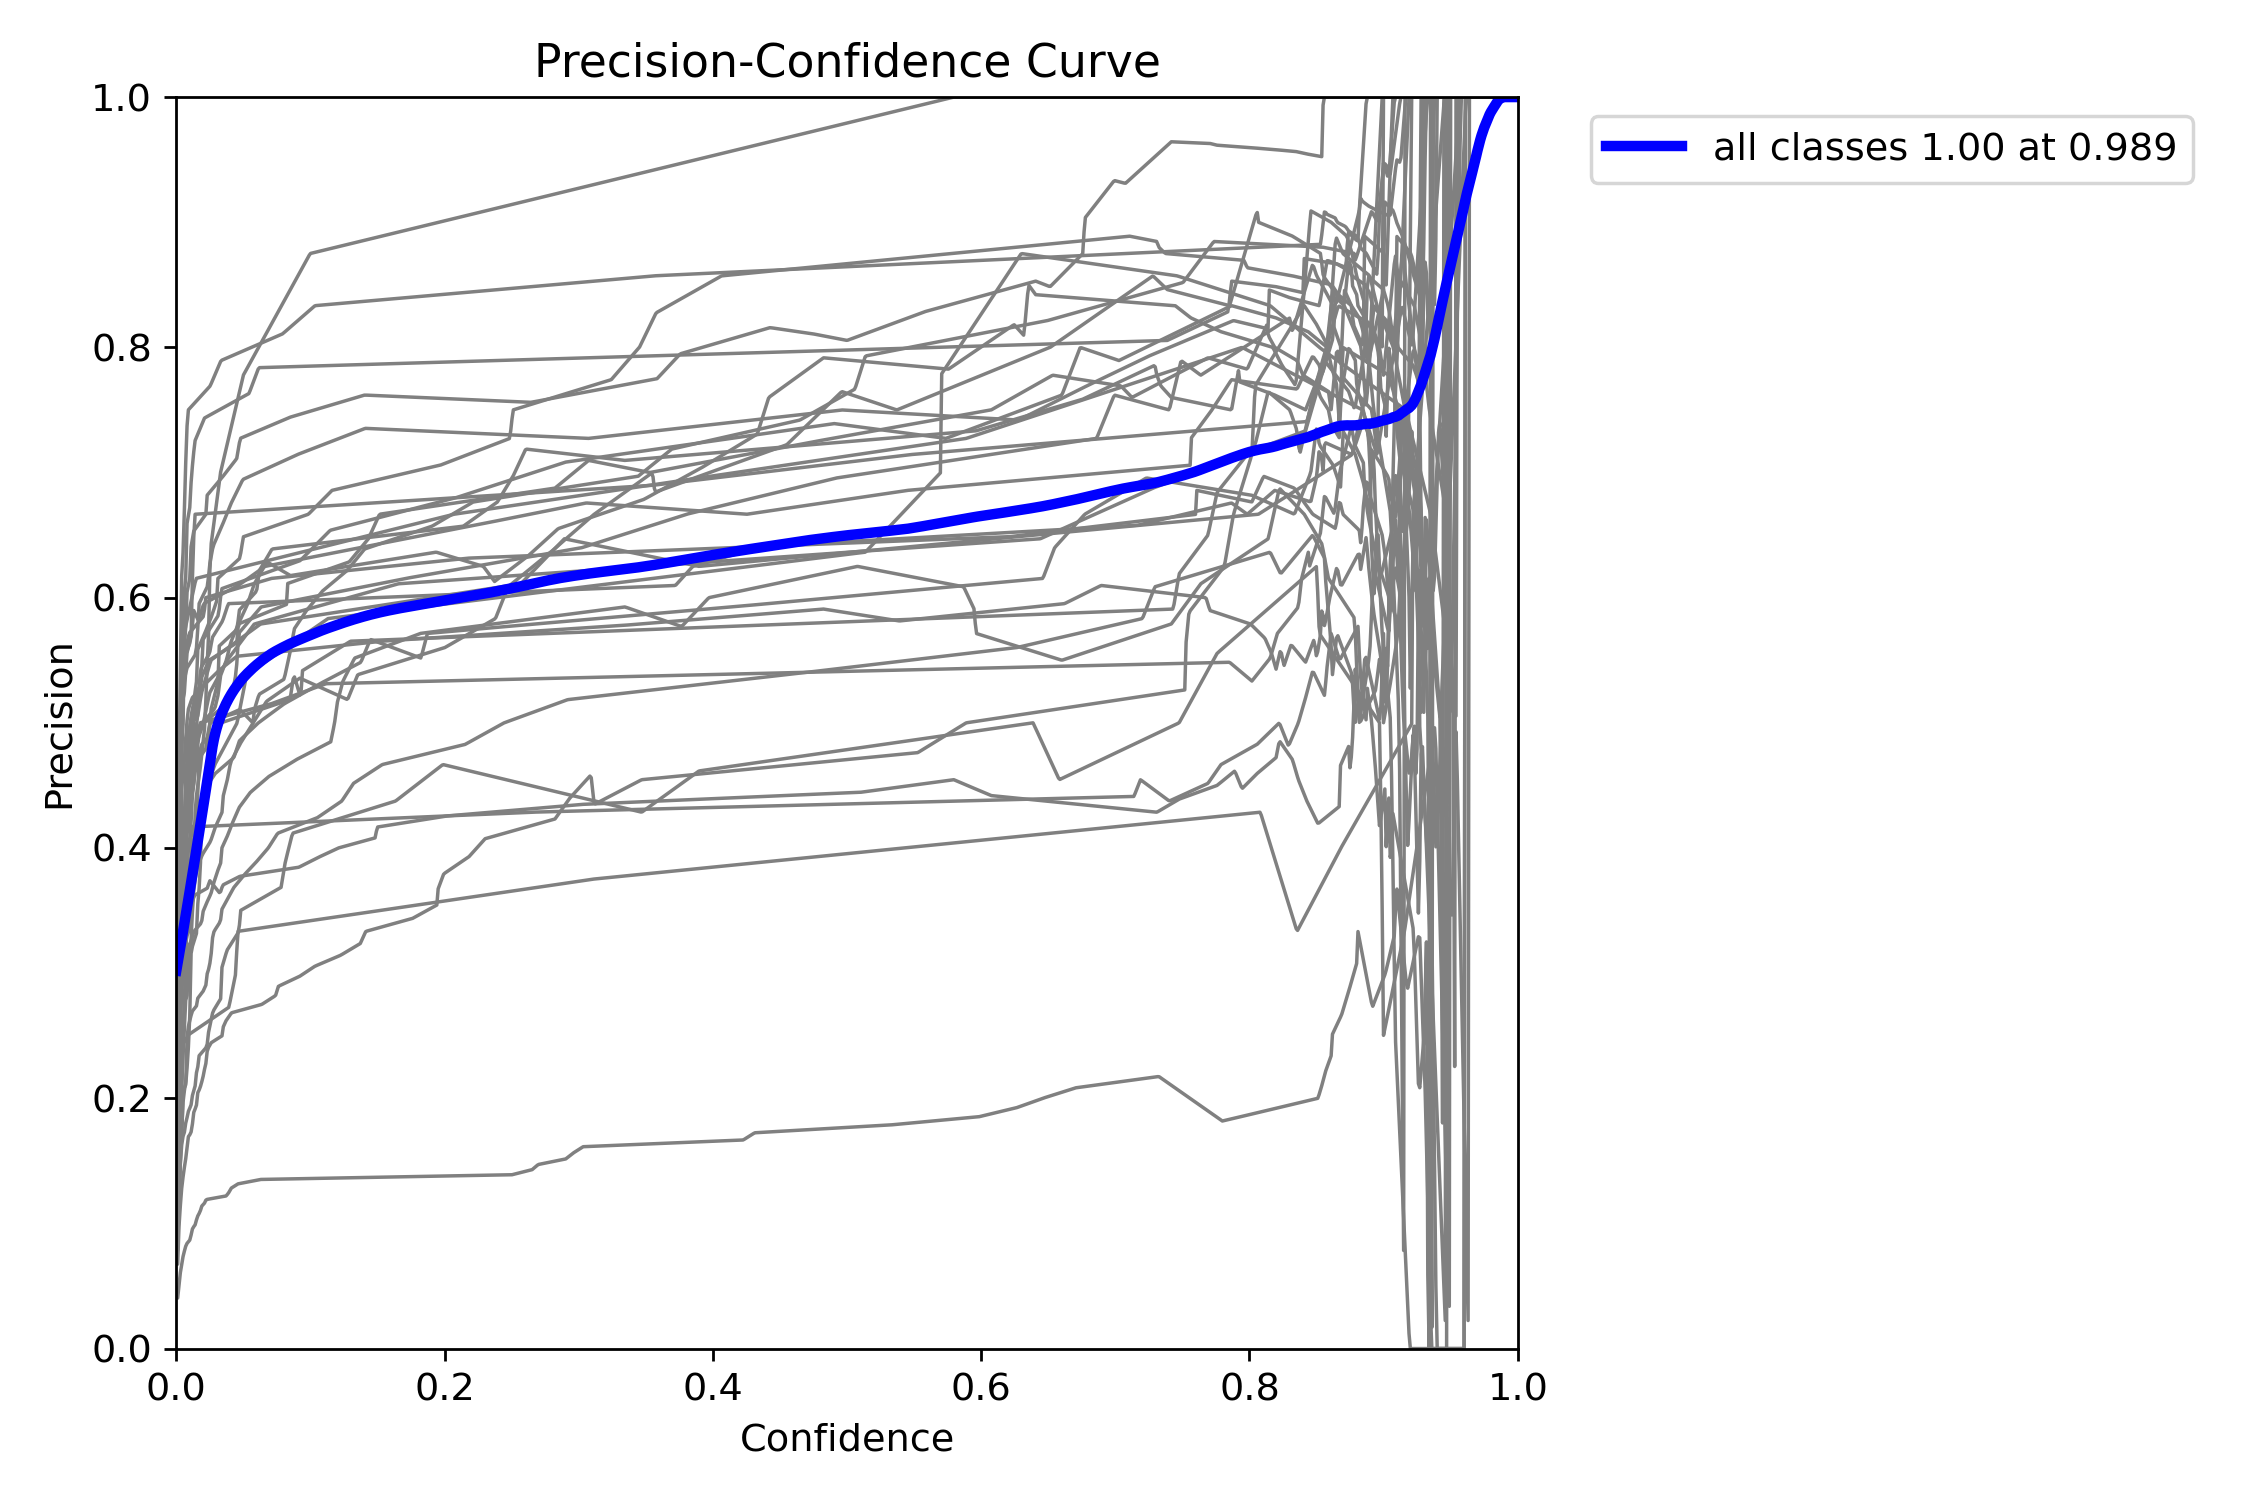 Precision-Confidence Curve
all classes 1.00 at 0.989
Precision
1.0
0.8
0.6
0.4
0.2
0.0
0.0 0.2 0.4 0.6 0.8 1.0
Confidence